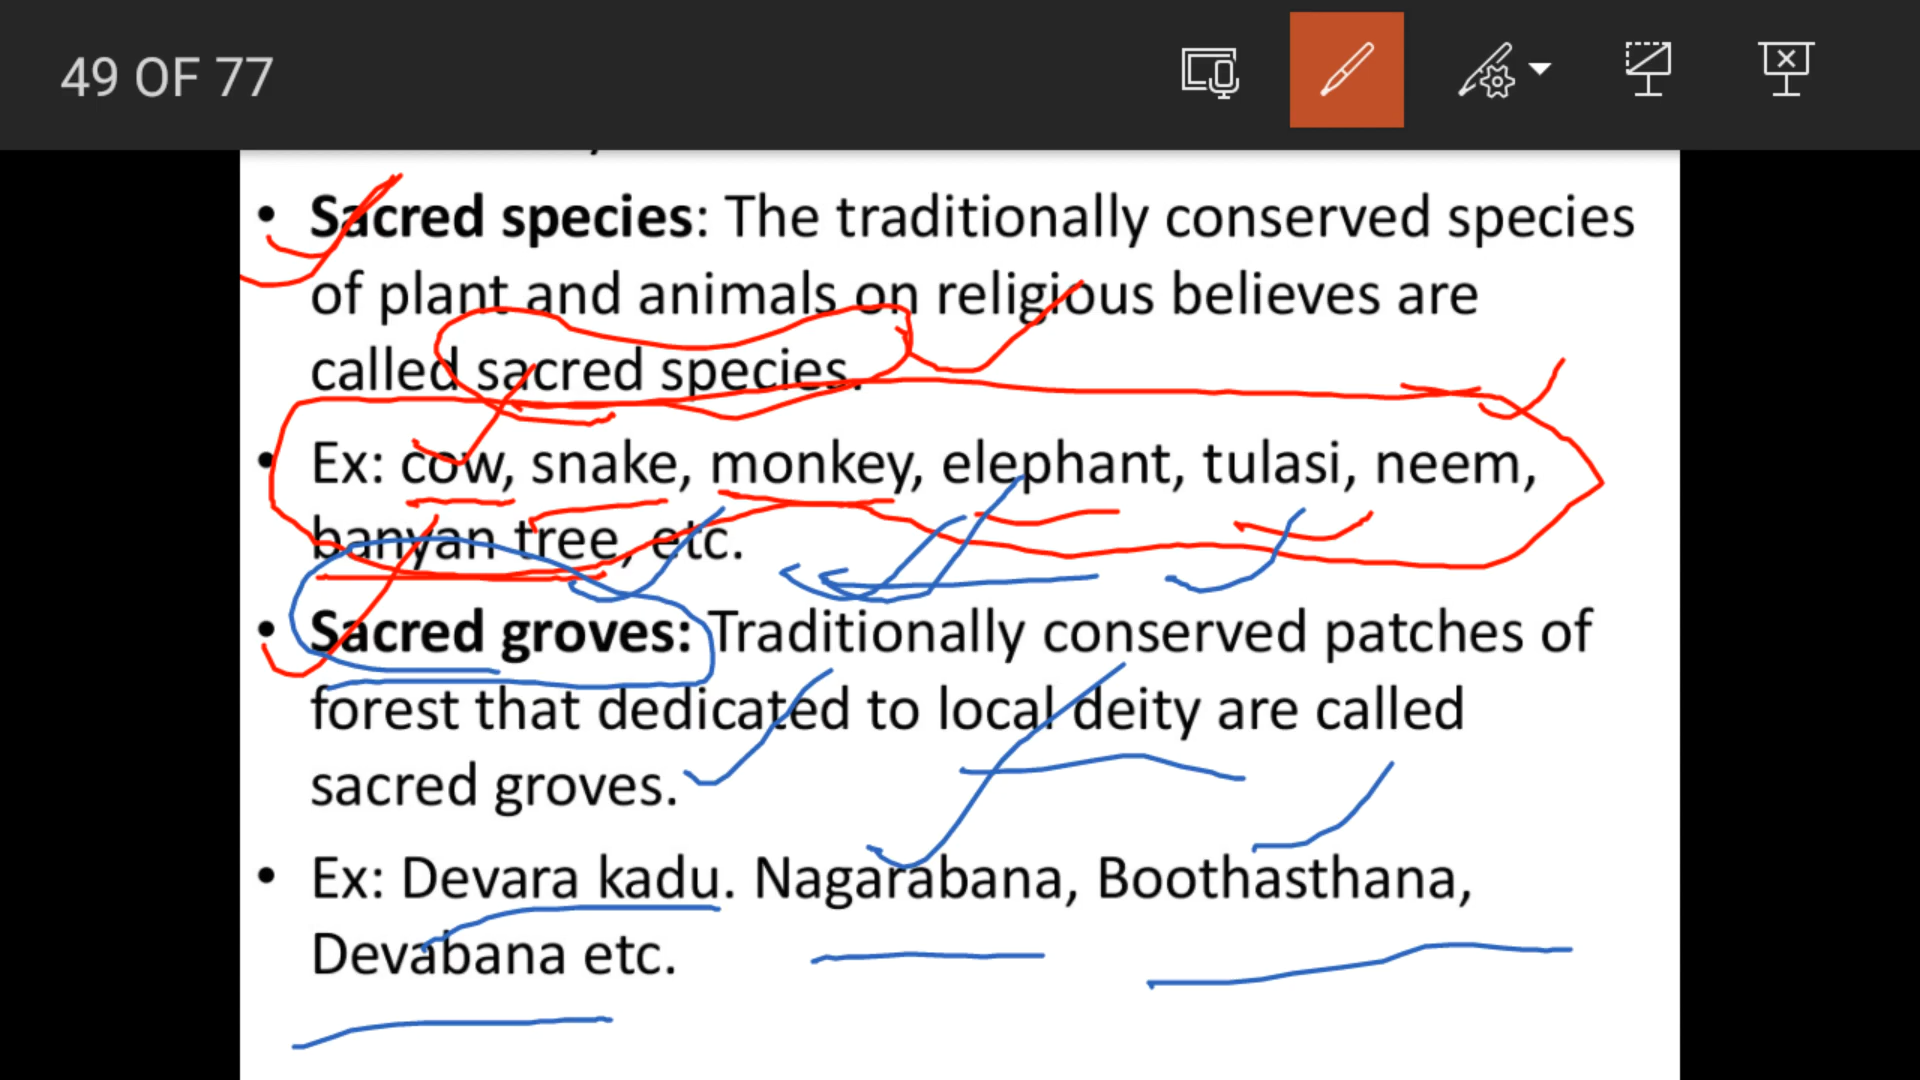 49 OF 77
• Sacred species: The traditionally conserved species
of plant and animals on religious believes are
called sacred species.
• Ex: cow, snake, monkey, elephant, tulasi, neem,
banyan tree, etc.
• Sacred groves: Traditionally conserved patches of
forest that dedicated to local deity are called
sacred groves.
• Ex: Devara kadu. Nagarabana, Boothasthana,
Devabana etc.